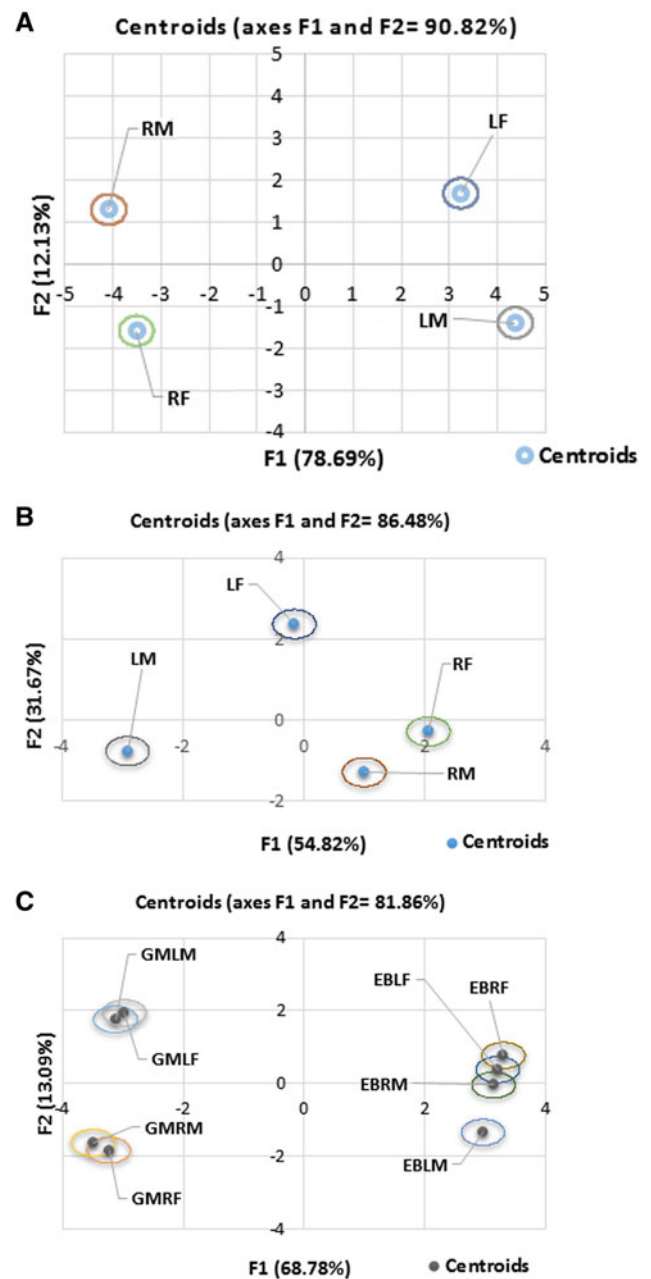 A
Centroids (axes F1 and F2= 90.82%)
5
4
RM
LF
3
2
1
0
-5 -4 -3 -2 -1 0 1 2 3 4 5
-1
LM
-2
-3
RF
-4
F2 (12.13%)
F1 (78.69%)
Centroids
B
Centroids (axes F1 and F2= 86.48%)
4
LF
2
LM
RF
0
-4 -2 0 2 4
RM
-2
F2 (31.67%)
F1 (54.82%)
Centroids
C
Centroids (axes F1 and F2= 81.86%)
4
GMLM
EBLF
EBRF
2
GMLF
EBRM
0
-4 -2 0 2 4
GMRM
EBLM
-2
GMRF
-4
F2 (13.09%)
F1 (68.78%)
Centroids